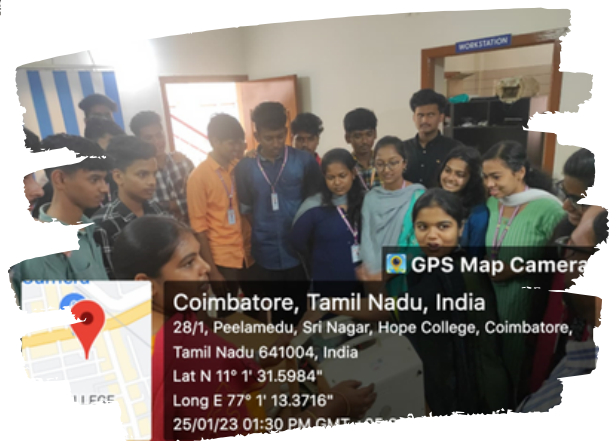 WORKSTATION
GPS Map Camera
Coimbatore, Tamil Nadu, India
28/1, Peelamedu, Sri Nagar, Hope College, Coimbatore,
Tamil Nadu 641004, India
Lat N 11° 1' 31.5984"
Long E 77° 1' 13.3716"
25/01/23 01:30 PM GMT